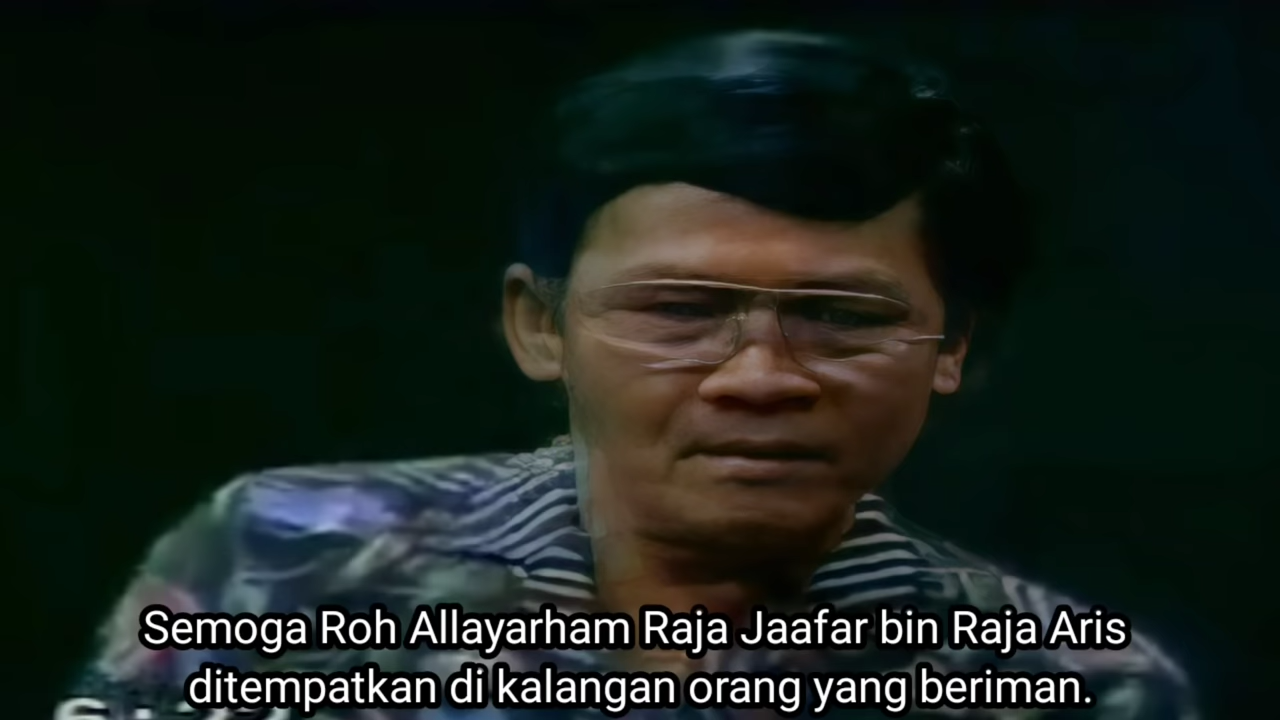 Semoga Roh Allayarham Raja Jaafar bin Raja Aris
ditempatkan di kalangan orang yang beriman.